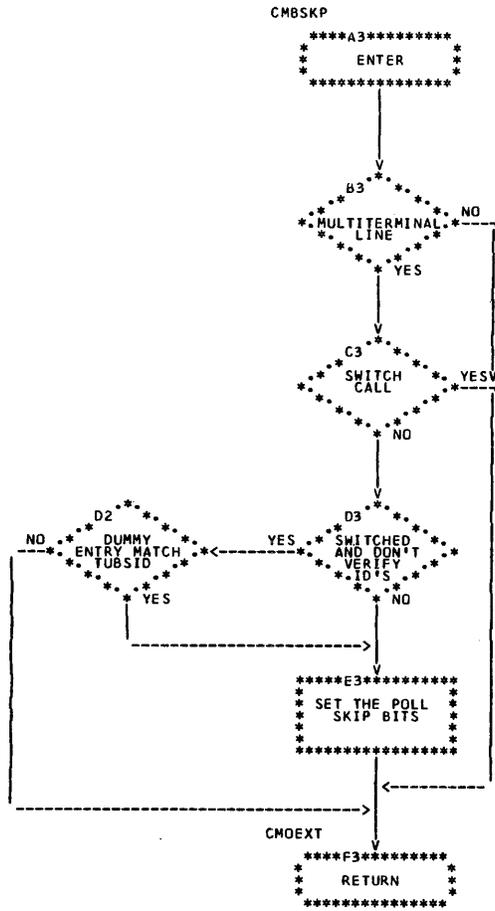 CMBSKP
A3
ENTER
B3
NO
MULTITERMINAL
LINE
YES
C3
SWITCH
CALL
YES
NO
D2
D3
NO
DUMMY
ENTRY MATCH
TUBSID
YES
SWITCHED
AND DON'T
VERIFY
ID'S
YES
NO
E3
SET THE POLL
SKIP BITS
CMOEXT
F3
RETURN